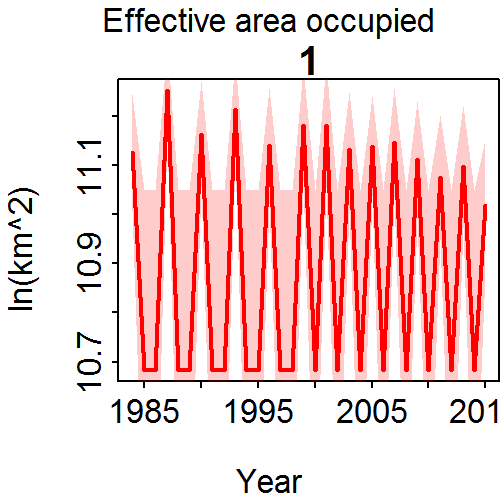 Effective area occupied
1
ln(km^2)
11.1
10.9
10.7
1985
1995
2005
201
Year